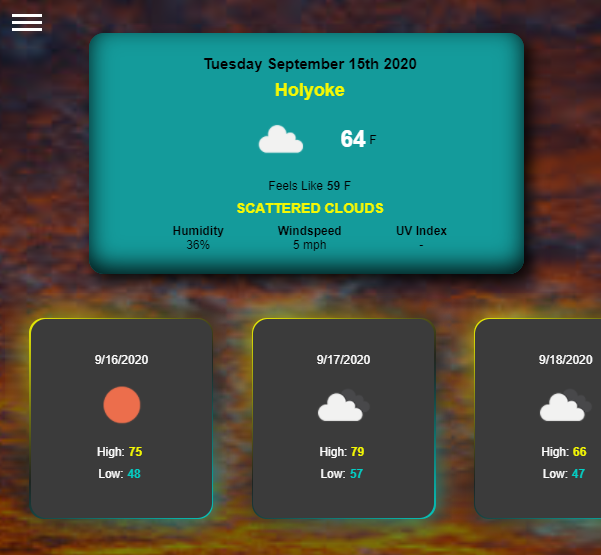 Tuesday September 15th 2020
Holyoke
64 F
Feels Like 59 F
SCATTERED CLOUDS
Humidity Windspeed UV Index
36% 5 mph -
9/16/2020 9/17/2020 9/18/2020
High: 75 High: 79 High: 66
Low: 48 Low: 57 Low: 47